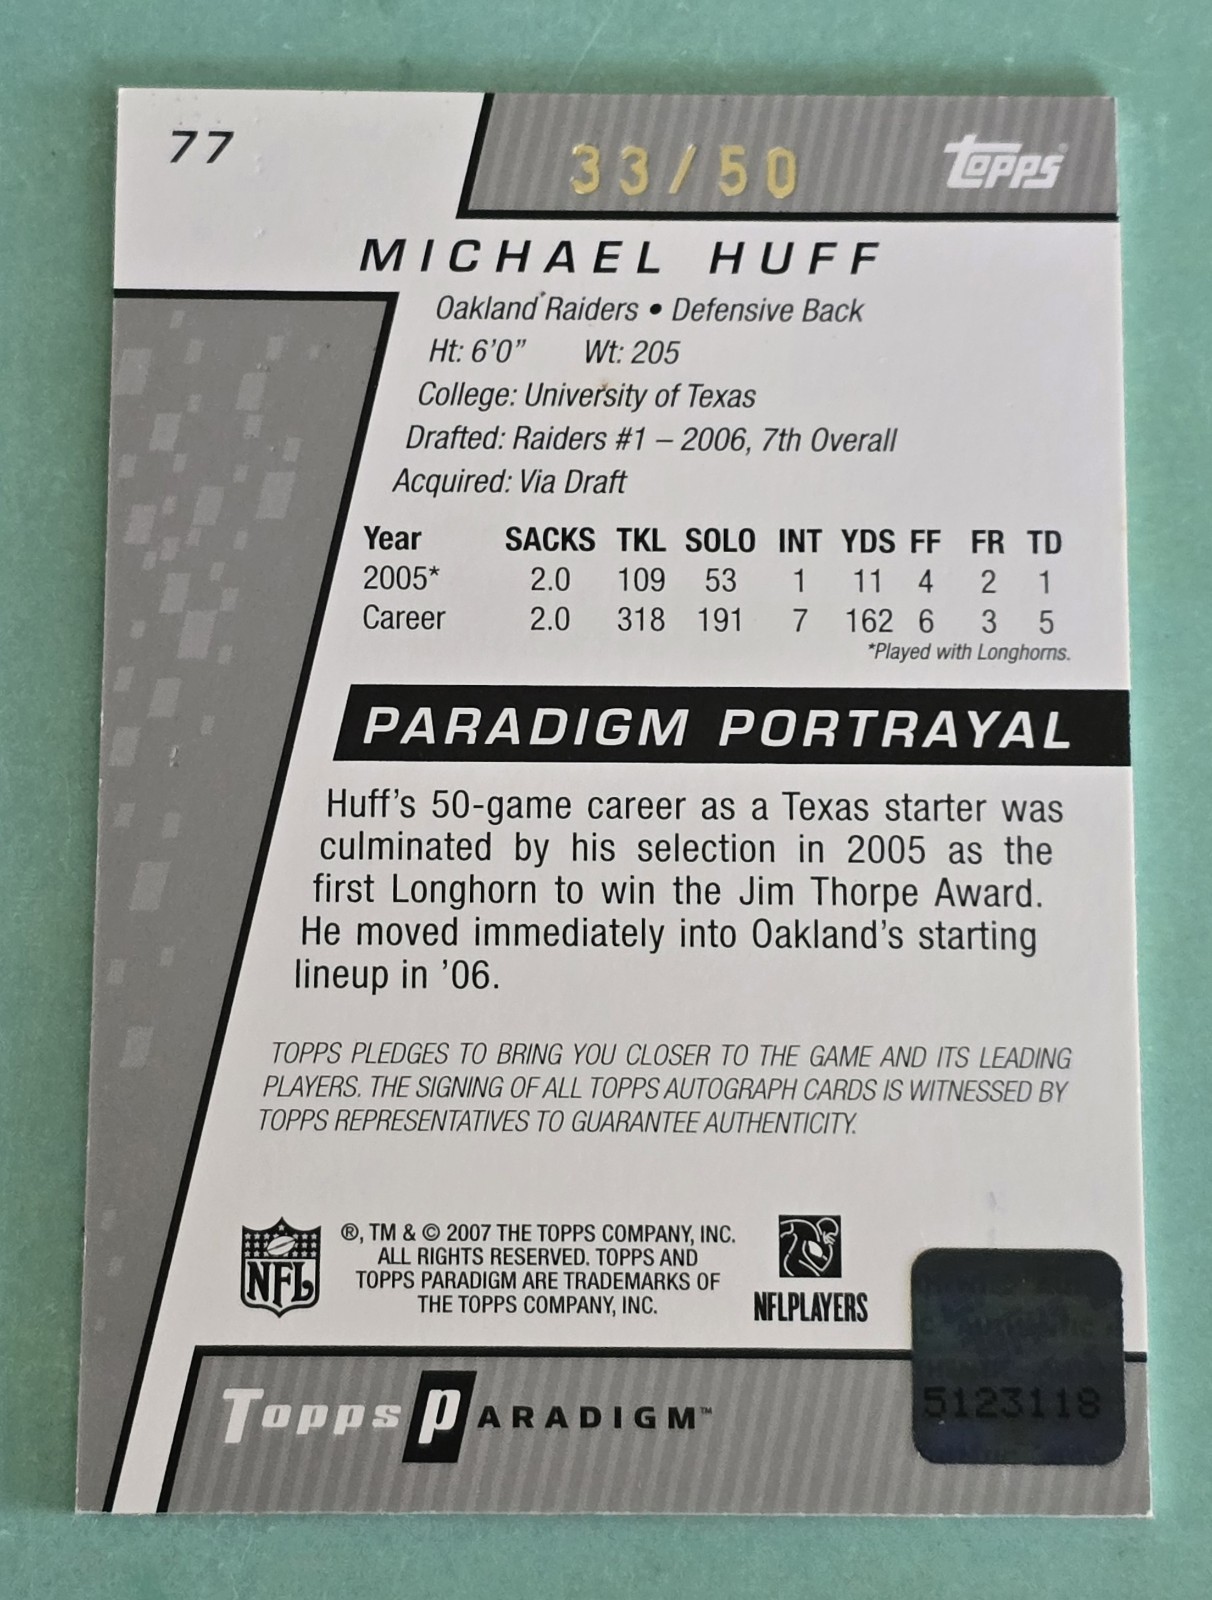 77
33/50
Topps
MICHAEL HUFF
Oakland Raiders • Defensive Back
Ht: 6'0" Wt: 205
College: University of Texas
Drafted: Raiders #1 – 2006, 7th Overall
Acquired: Via Draft
Year SACKS TKL SOLO INT YDS FF FR TD
2005* 2.0 109 53 1 11 4 2 1
Career 2.0 318 191 7 162 6 3 5
*Played with Longhorns.
PARADIGM PORTRAYAL
Huff's 50-game career as a Texas starter was
culminated by his selection in 2005 as the
first Longhorn to win the Jim Thorpe Award.
He moved immediately into Oakland's starting
lineup in '06.
TOPPS PLEDGES TO BRING YOU CLOSER TO THE GAME AND ITS LEADING
PLAYERS. THE SIGNING OF ALL TOPPS AUTOGRAPH CARDS IS WITNESSED BY
TOPPS REPRESENTATIVES TO GUARANTEE AUTHENTICITY.
NFL
®, TM & © 2007 THE TOPPS COMPANY, INC.
ALL RIGHTS RESERVED. TOPPS AND
TOPPS PARADIGM ARE TRADEMARKS OF
THE TOPPS COMPANY, INC.
NFLPLAYERS
5123118
Topps PARADIGM™